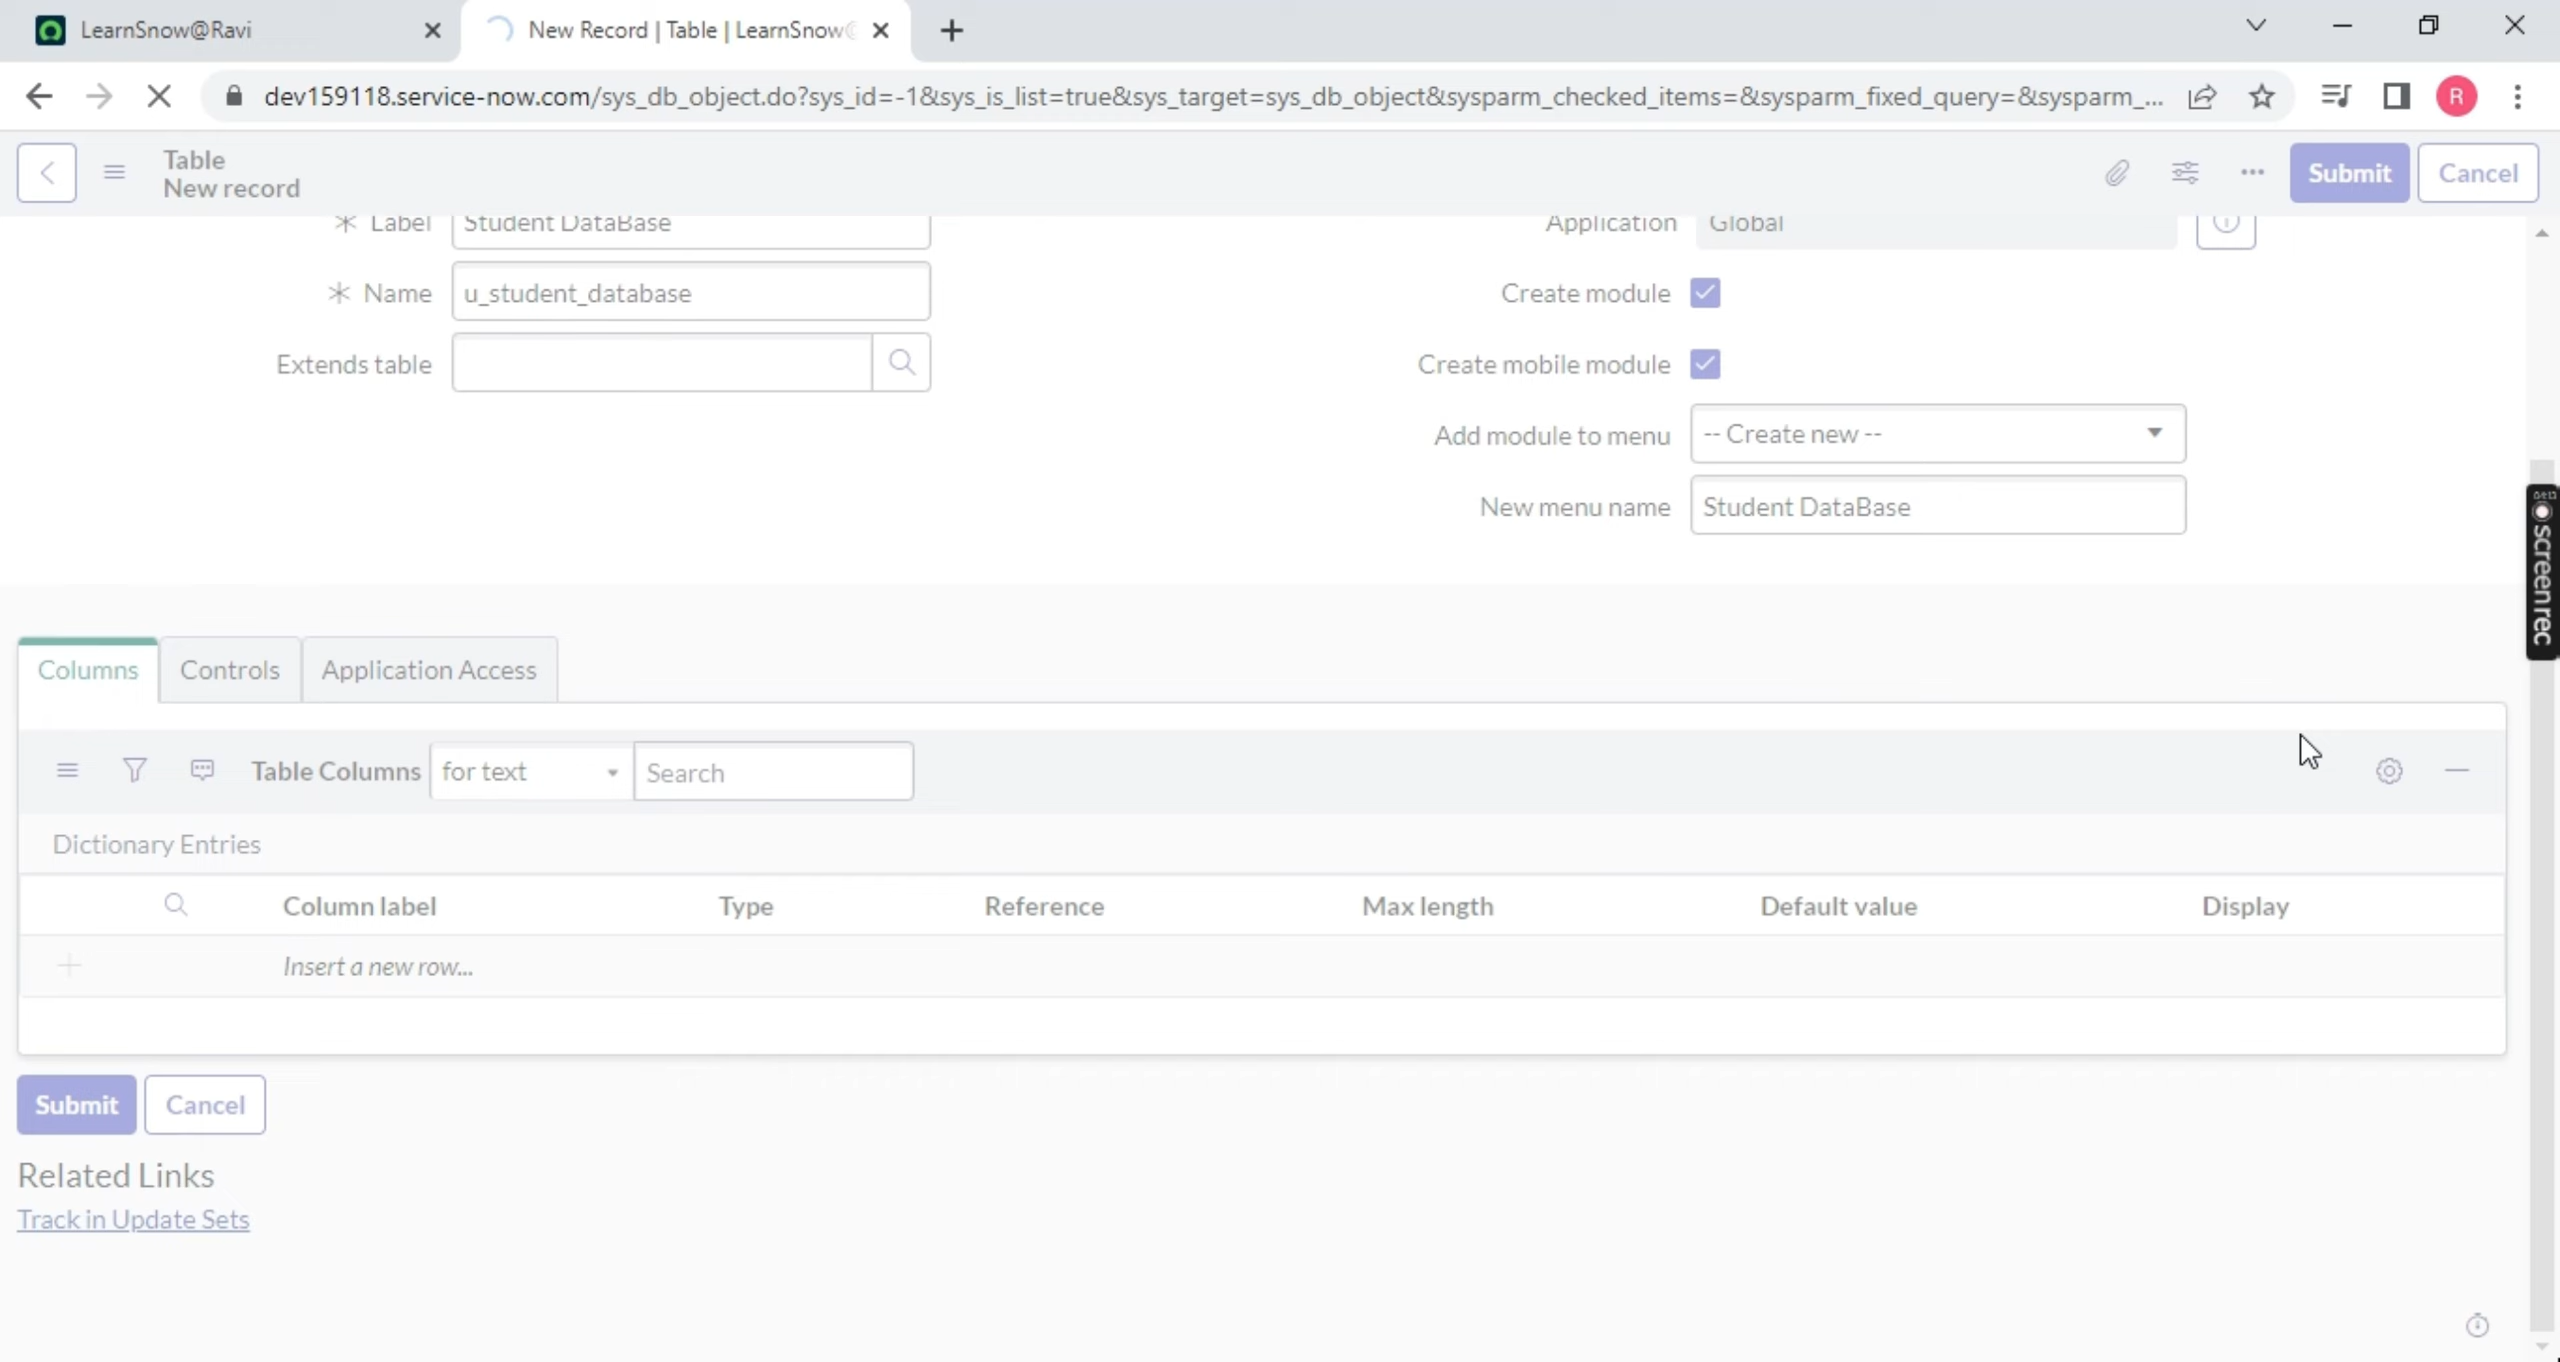 LearnSnow@Ravi
New Record | Table | LearnSnow@
dev159118.service-now.com/sys_db_object.do?sys_id=-1&sys_is_list=true&sys_target=sys_db_object&sysparm_checked_items=&sysparm_fixed_query=&sysparm_...
R
Table
New record
Submit
Cancel
* Label
Student DataBase
Application
Global
* Name
u_student_database
Create module
Extends table
Create mobile module
Add module to menu
-- Create new --
New menu name
Student DataBase
screenrec
Columns
Controls
Application Access
Table Columns
for text
Search
Dictionary Entries
Column label
Type
Reference
Max length
Default value
Display
Insert a new row...
Submit
Cancel
Related Links
Track in Update Sets